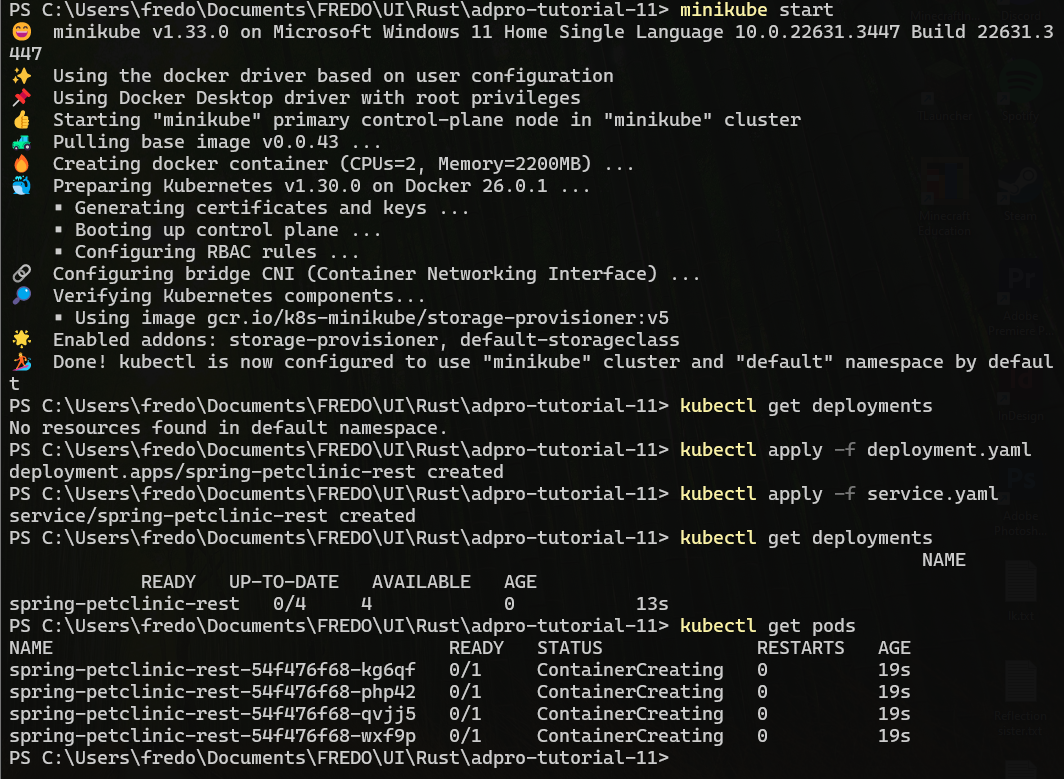 PS C:\Users\fredo\Documents\FREDO\UI\Rust\adpro-tutorial-11> minikube start
😄  minikube v1.33.0 on Microsoft Windows 11 Home Single Language 10.0.22631.3447 Build 22631.3
447
✨  Using the docker driver based on user configuration
📌  Using Docker Desktop driver with root privileges
👍  Starting "minikube" primary control-plane node in "minikube" cluster
🚜  Pulling base image v0.0.43 ...
🔥  Creating docker container (CPUs=2, Memory=2200MB) ...
🐳  Preparing Kubernetes v1.30.0 on Docker 26.0.1 ...
    ▪ Generating certificates and keys ...
    ▪ Booting up control plane ...
    ▪ Configuring RBAC rules ...
🔗  Configuring bridge CNI (Container Networking Interface) ...
🔎  Verifying Kubernetes components...
    ▪ Using image gcr.io/k8s-minikube/storage-provisioner:v5
🌟  Enabled addons: storage-provisioner, default-storageclass
🏄  Done! kubectl is now configured to use "minikube" cluster and "default" namespace by defaul
t
PS C:\Users\fredo\Documents\FREDO\UI\Rust\adpro-tutorial-11> kubectl get deployments
No resources found in default namespace.
PS C:\Users\fredo\Documents\FREDO\UI\Rust\adpro-tutorial-11> kubectl apply -f deployment.yaml
deployment.apps/spring-petclinic-rest created
PS C:\Users\fredo\Documents\FREDO\UI\Rust\adpro-tutorial-11> kubectl apply -f service.yaml
service/spring-petclinic-rest created
PS C:\Users\fredo\Documents\FREDO\UI\Rust\adpro-tutorial-11> kubectl get deployments
NAME
READY   UP-TO-DATE   AVAILABLE   AGE
spring-petclinic-rest   0/4     4            0           13s
PS C:\Users\fredo\Documents\FREDO\UI\Rust\adpro-tutorial-11> kubectl get pods
NAME                                    READY   STATUS              RESTARTS   AGE
spring-petclinic-rest-54f476f68-kg6qf   0/1     ContainerCreating   0          19s
spring-petclinic-rest-54f476f68-php42   0/1     ContainerCreating   0          19s
spring-petclinic-rest-54f476f68-qvjj5   0/1     ContainerCreating   0          19s
spring-petclinic-rest-54f476f68-wxf9p   0/1     ContainerCreating   0          19s
PS C:\Users\fredo\Documents\FREDO\UI\Rust\adpro-tutorial-11>